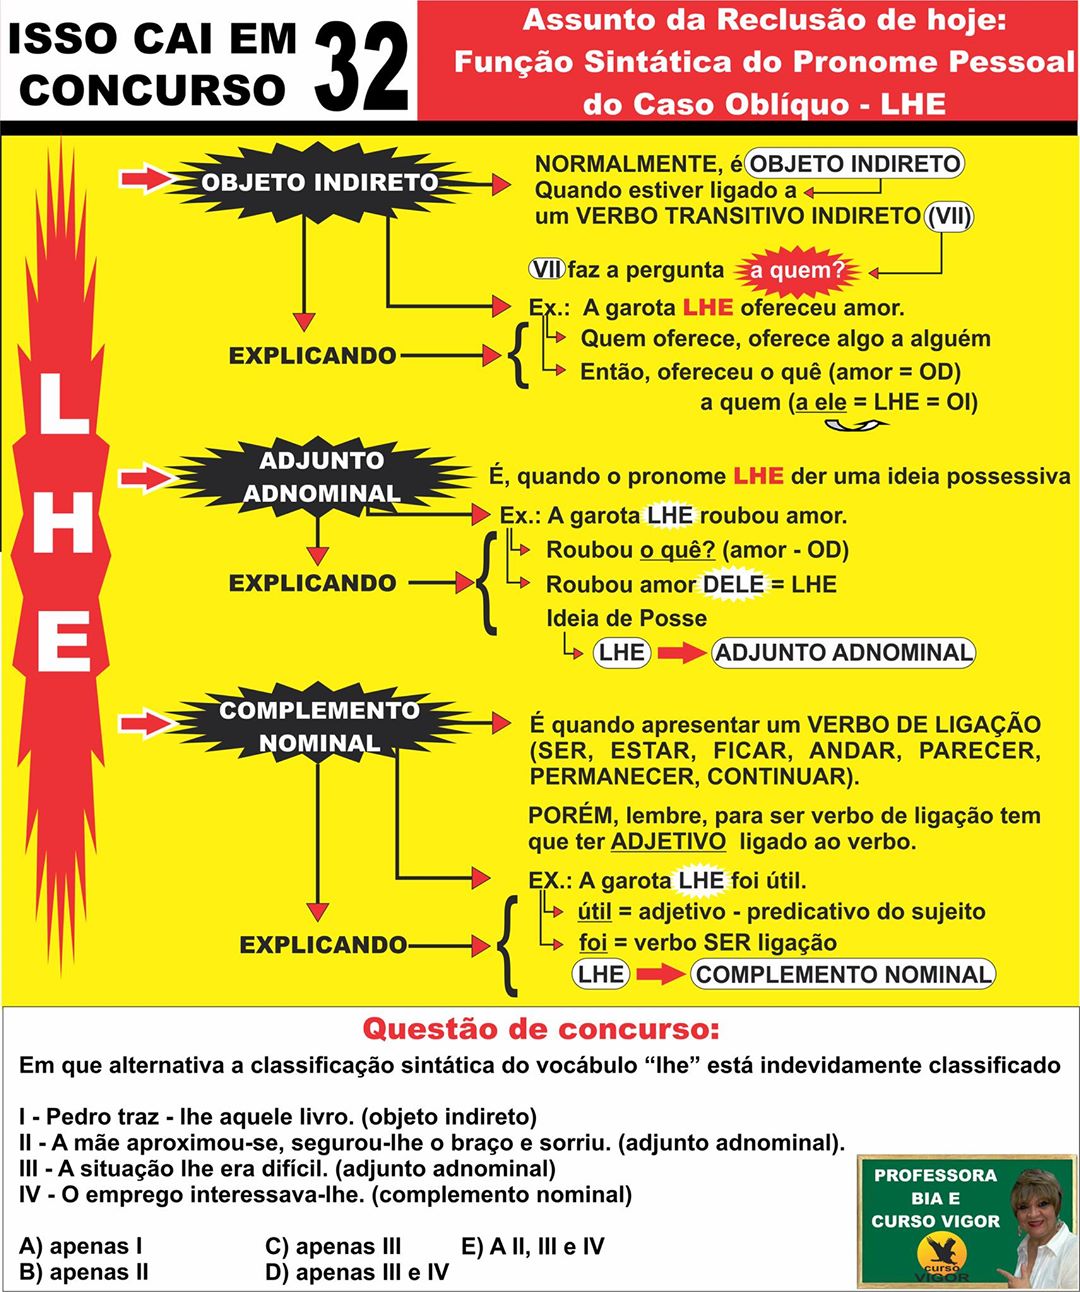 ISSO CAI EM
CONCURSO 32
Assunto da Reclusão de hoje:
Função Sintática do Pronome Pessoal
do Caso Oblíquo - LHE
LHE
OBJETO INDIRETO
NORMALMENTE, é OBJETO INDIRETO
Quando estiver ligado a
um VERBO TRANSITIVO INDIRETO (VII)
VII faz a pergunta a quem?
Ex.: A garota LHE ofereceu amor.
Quem oferece, oferece algo a alguém
EXPLICANDO
Então, ofereceu o quê (amor = OD)
a quem (a ele = LHE = OI)
ADJUNTO
ADNOMINAL
É, quando o pronome LHE der uma ideia possessiva
Ex.: A garota LHE roubou amor.
Roubou o quê? (amor - OD)
EXPLICANDO
Roubou amor DELE = LHE
Ideia de Posse
LHE ADJUNTO ADNOMINAL
COMPLEMENTO
NOMINAL
É quando apresentar um VERBO DE LIGAÇÃO
(SER, ESTAR, FICAR, ANDAR, PARECER,
PERMANECER, CONTINUAR).
PORÉM, lembre, para ser verbo de ligação tem
que ter ADJETIVO ligado ao verbo.
EX.: A garota LHE foi útil.
útil = adjetivo - predicativo do sujeito
EXPLICANDO
foi = verbo SER ligação
LHE COMPLEMENTO NOMINAL
Questão de concurso:
Em que alternativa a classificação sintática do vocábulo “lhe” está indevidamente classificado
I - Pedro traz - lhe aquele livro. (objeto indireto)
II - A mãe aproximou-se, segurou-lhe o braço e sorriu. (adjunto adnominal).
III - A situação lhe era difícil. (adjunto adnominal)
IV - O emprego interessava-lhe. (complemento nominal)
A) apenas I C) apenas III E) A II, III e IV
B) apenas II D) apenas III e IV
PROFESSORA
BIA E
CURSO VIGOR
curso
VIGOR